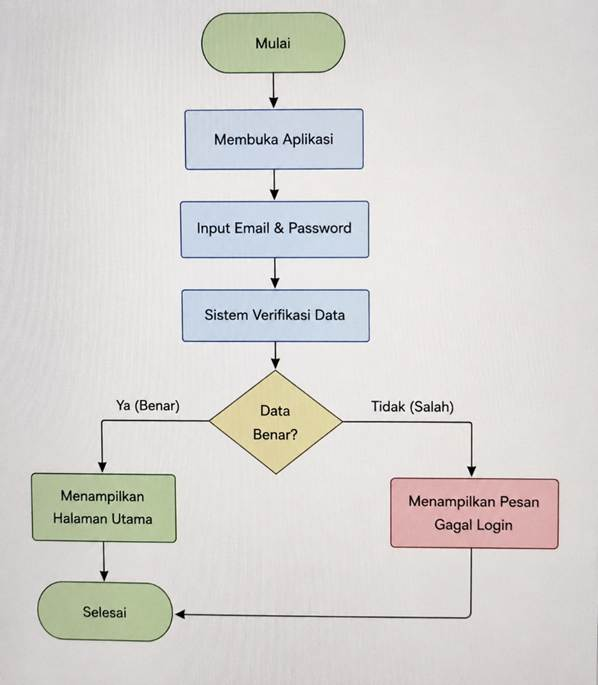 Mulai
Membuka Aplikasi
Input Email & Password
Sistem Verifikasi Data
Data
Benar?
Ya (Benar)
Tidak (Salah)
Menampilkan
Halaman Utama
Menampilkan Pesan
Gagal Login
Selesai